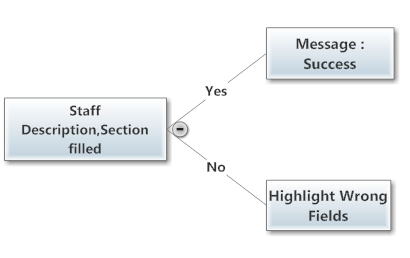 Message :
Success
Yes
Staff
Description,Section
filled
No
Highlight Wrong
Fields